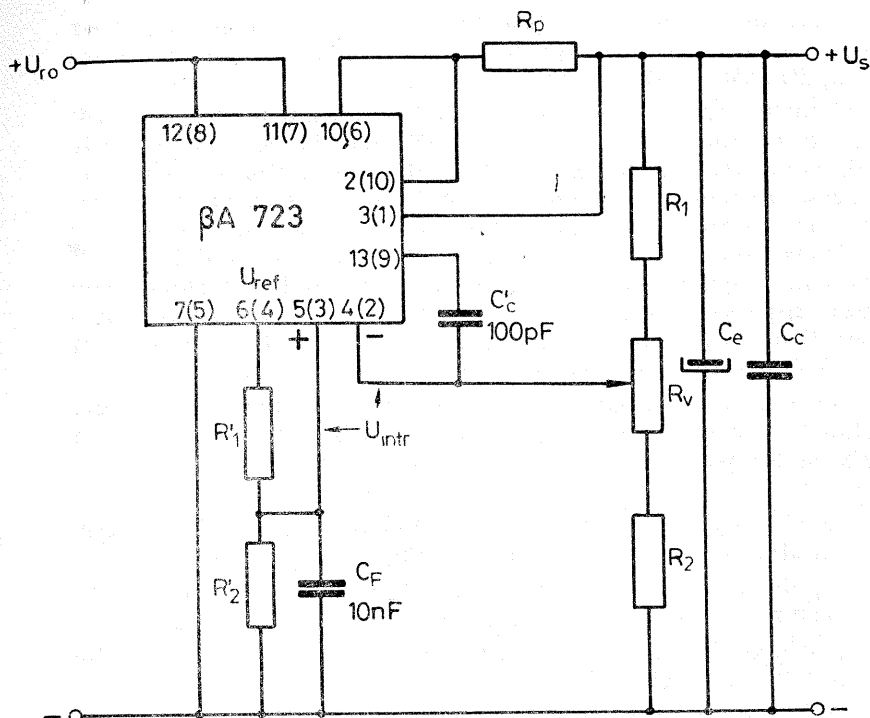 Rp
+Uro
+Us
12(8) 11(7) 10(6)
2(10)
R1
βA 723
3(1)
13(9)
Uref
C'c
7(5) 6(4) 5(3) 4(2)
100pF
+ −
Ce Cc
Rv
R'1
Uintr
R'2
CF
R2
10nF
− −